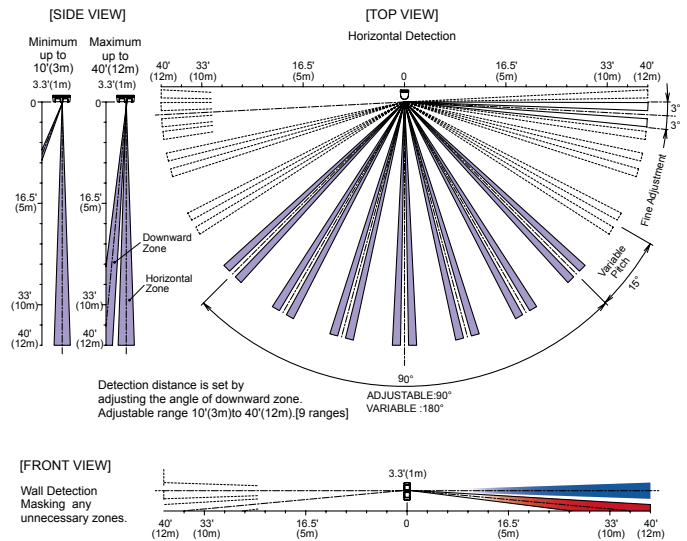 [SIDE VIEW]
Minimum
up to
10'(3m)
3.3'(1m)
0
16.5'
(5m)
33'
(10m)
40'
(12m)
Maximum
up to
40'(12m)
3.3'(1m)
0
16.5'
(5m)
33'
(10m)
40'
(12m)
Downward
Zone
Horizontal
Zone
[TOP VIEW]
Horizontal Detection
40'
(12m)
33'
(10m)
16.5'
(5m)
0
16.5'
(5m)
33'
(10m)
40'
(12m)
3°
3°
Fine Adjustment
Variable
Pitch
15°
90°
ADJUSTABLE:90°
VARIABLE :180°
Detection distance is set by
adjusting the angle of downward zone.
Adjustable range 10'(3m)to 40'(12m).[9 ranges]
[FRONT VIEW]
Wall Detection
Masking any
unnecessary zones.
3.3'(1m)
40'
(12m)
33'
(10m)
16.5'
(5m)
0
16.5'
(5m)
33'
(10m)
40'
(12m)